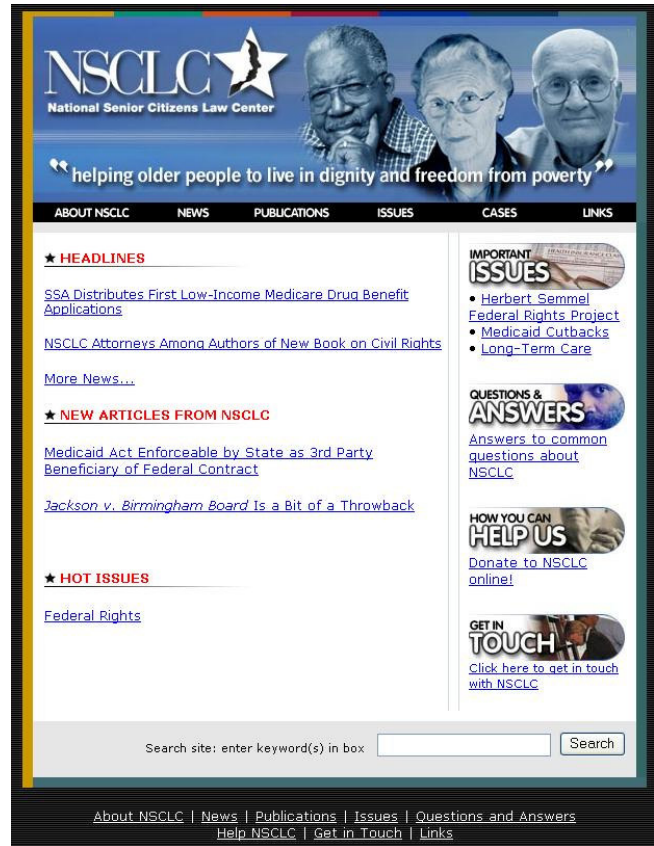 NSCLC
National Senior Citizens Law Center
“helping older people to live in dignity and freedom from poverty”
ABOUT NSCLC NEWS PUBLICATIONS ISSUES CASES LINKS
★ HEADLINES
SSA Distributes First Low-Income Medicare Drug Benefit
Applications
NSCLC Attorneys Among Authors of New Book on Civil Rights
More News...
★ NEW ARTICLES FROM NSCLC
Medicaid Act Enforceable by State as 3rd Party
Beneficiary of Federal Contract
Jackson v. Birmingham Board Is a Bit of a Throwback
★ HOT ISSUES
Federal Rights
IMPORTANT
ISSUES
• Herbert Semmel
Federal Rights Project
• Medicaid Cutbacks
• Long-Term Care
QUESTIONS &
ANSWERS
Answers to common
questions about
NSCLC
HOW YOU CAN
HELP US
Donate to NSCLC
online!
GET IN
TOUCH
Click here to get in touch
with NSCLC
Search site: enter keyword(s) in box Search
About NSCLC | News | Publications | Issues | Questions and Answers
Help NSCLC | Get in Touch | Links